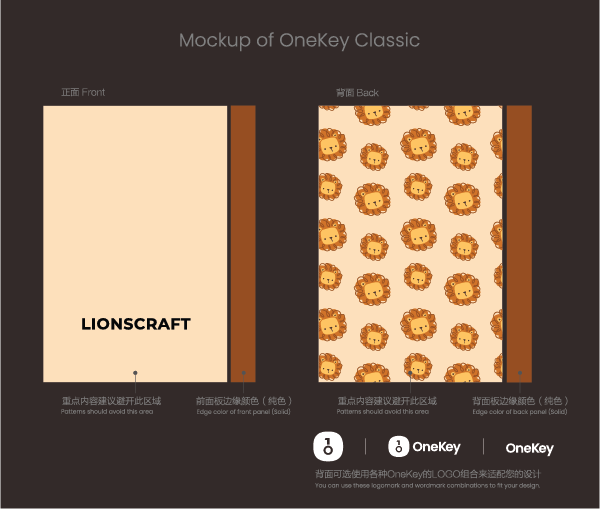 Mockup of OneKey Classic
正面 Front
背面 Back
LIONSCRAFT
重点内容建议避开此区域
Patterns should avoid this area
前面板边缘颜色（纯色）
Edge color of front panel (Solid)
重点内容建议避开此区域
Patterns should avoid this area
背面板边缘颜色（纯色）
Edge color of back panel (Solid)
OneKey
OneKey
背面可选使用各种OneKey的LOGO组合来适配您的设计
You can use these logomark and wordmark combinations to fit your design.